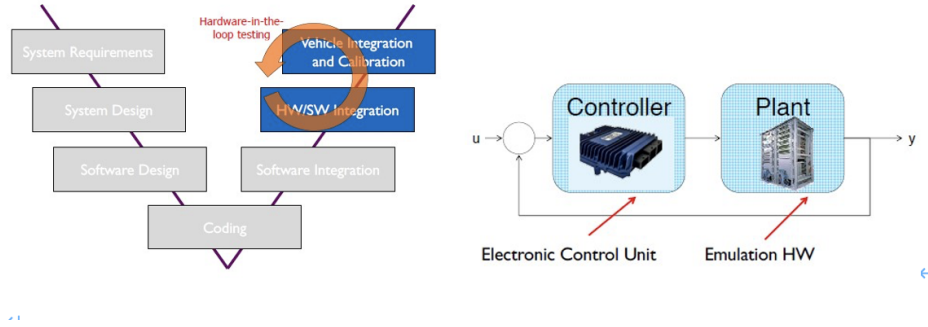 Hardware-in-the-
loop testing
System Requirements
Vehicle Integration
and Calibration
System Design
HW/SW Integration
Software Design
Software Integration
Coding
Controller
Plant
u
y
Electronic Control Unit
Emulation HW